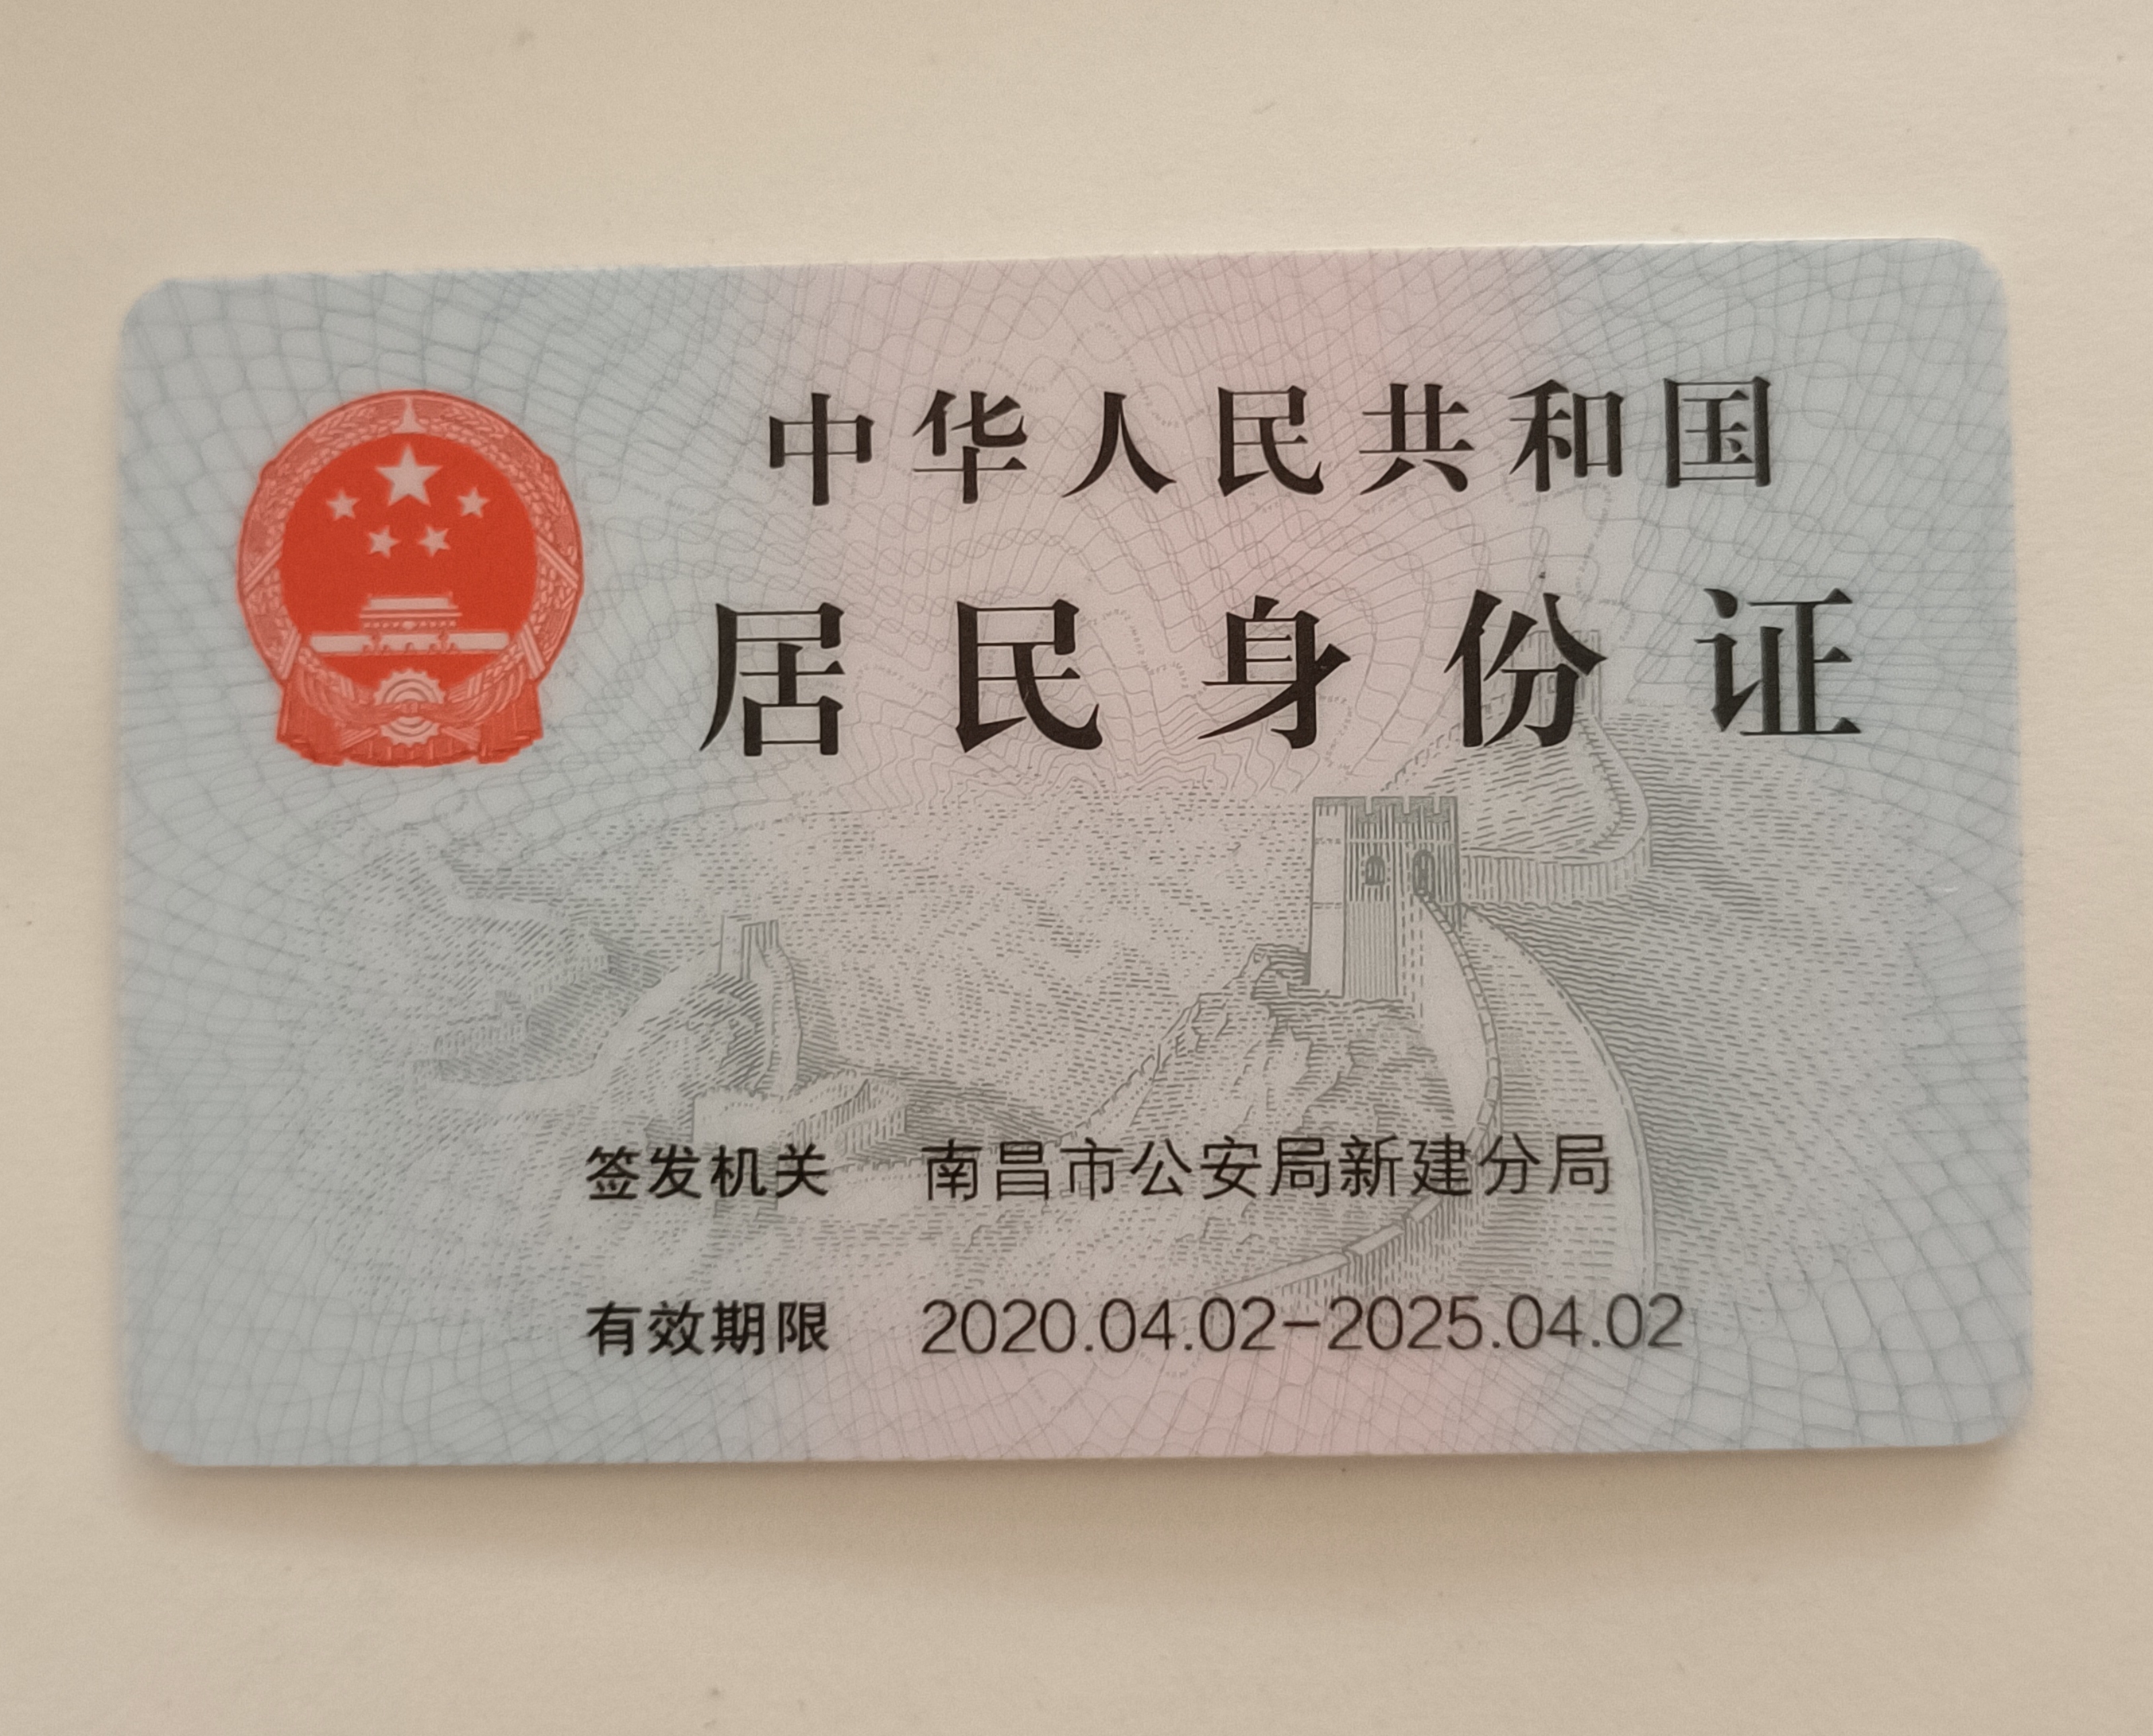 中华人民共和国
居民身份证
签发机关 南昌市公安局新建分局
有效期限 2020.04.02-2025.04.02